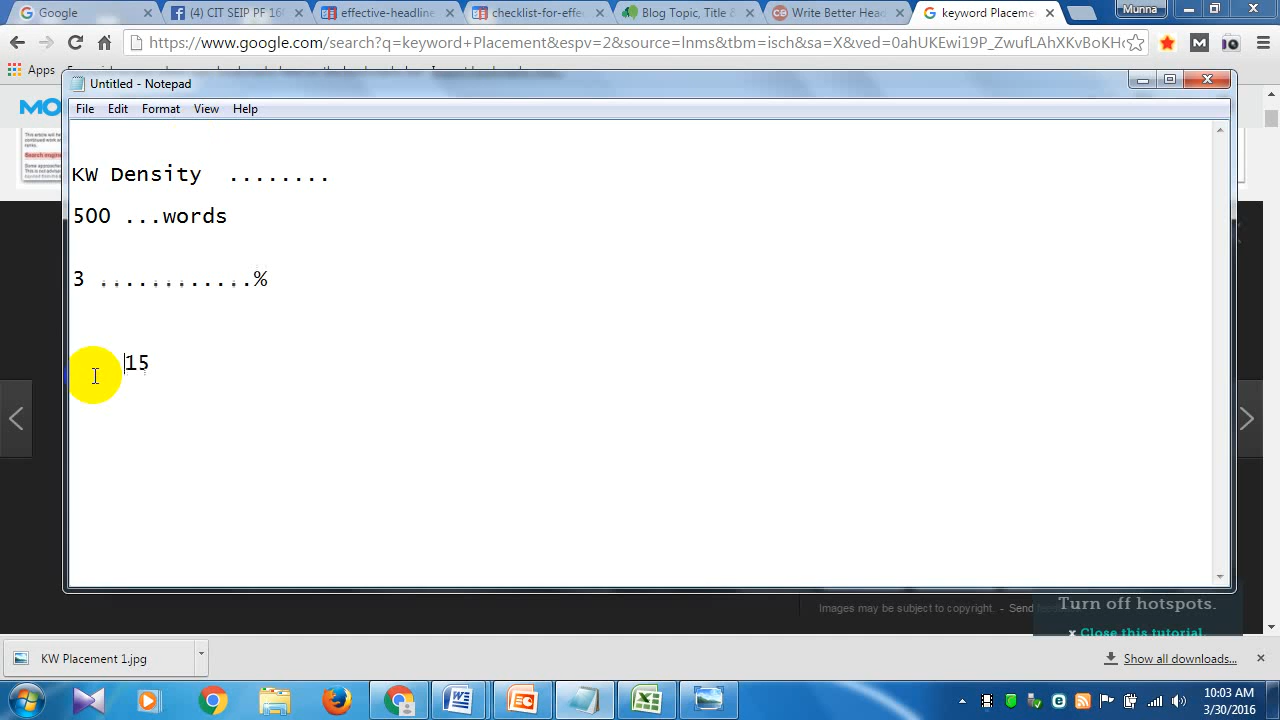 Google
(4) CIT SEIP PF 16
effective-headline
checklist-for-effe
Blog Topic, Title
Write Better Head
keyword Placeme
Munna
https://www.google.com/search?q=keyword+Placement&espv=2&source=lnms&tbm=isch&sa=X&ved=0ahUKEwi19P_ZwufLAhXKvBoKH
Apps
Untitled - Notepad
File Edit Format View Help
MO
KW Density ........
500 ...words
3 ............%
15
Images may be subject to copyright. - Send
Turn off hotspots.
x Close this tutorial.
KW Placement 1.jpg
Show all downloads...
10:03 AM
3/30/2016